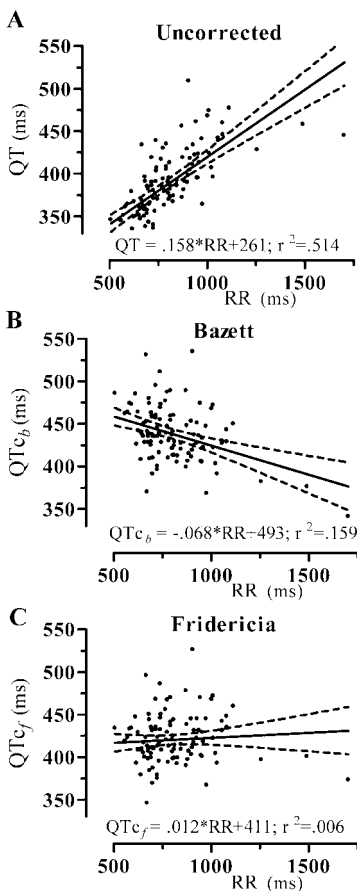 A
Uncorrected
550
500
450
400
350
QT (ms)
QT = .158*RR+261; r²=.514
500 1000 1500
RR (ms)
B
Bazett
550
500
450
400
350
QTc_b (ms)
QTc_b = -.068*RR+493; r²=.159
500 1000 1500
RR (ms)
C
Fridericia
550
500
450
400
350
QTc_f (ms)
QTc_f = .012*RR+411; r²=.006
500 1000 1500
RR (ms)